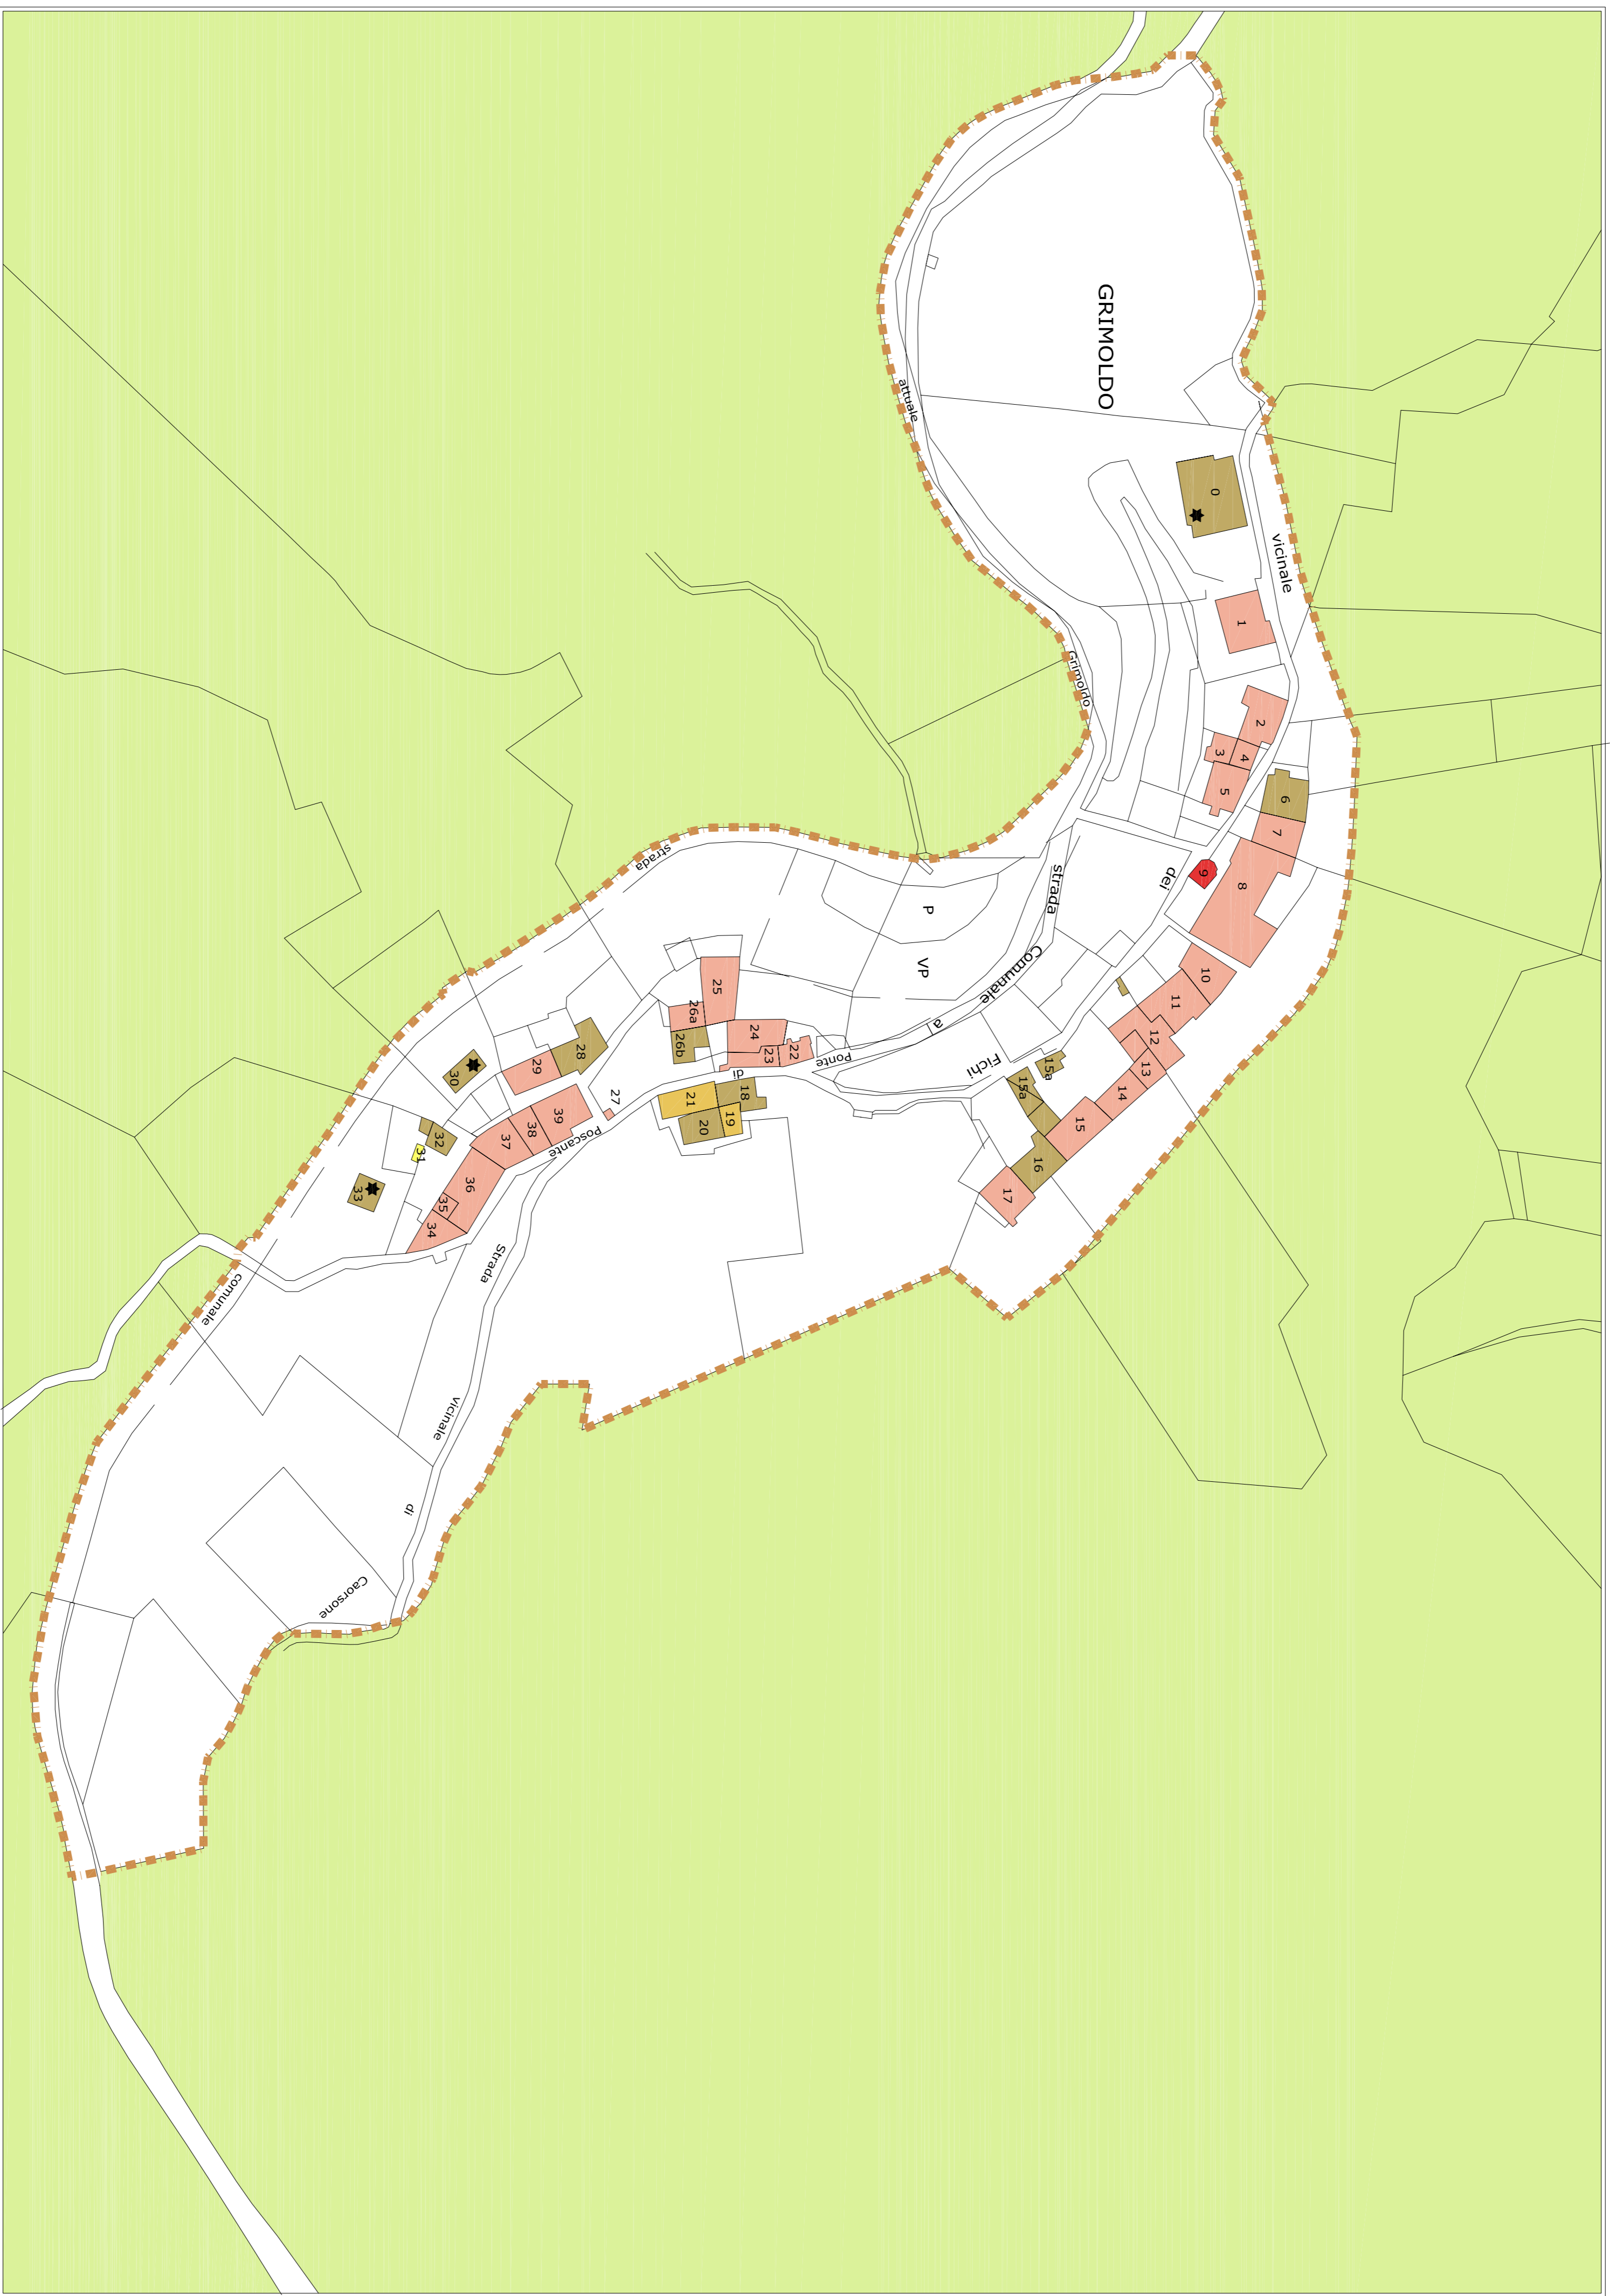 GRIMOLDO
attuale
0
vicinale
1
Grimoldo
2
3
4
5
6
7
8
9
dei
strada
strada
P
VP
Comunale
a
10
11
12
13
14
15
15a
15a
16
17
Fichi
Ponte
di
25
26a
26b
24
23
22
18
19
20
21
27
28
29
30
39
38
37
Poscante
32
31
33
36
35
34
Strada
comunale
vicinale
di
Caorsone